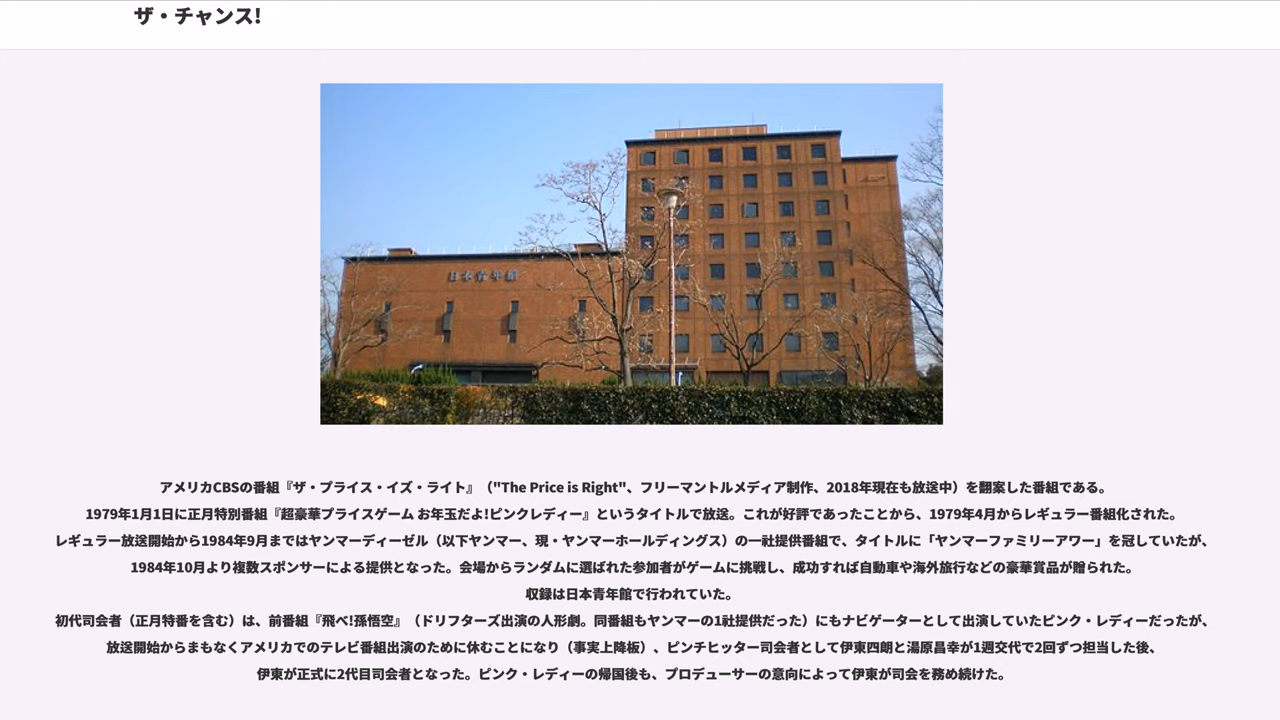 ザ・チャンス!
日本青年館
アメリカCBSの番組『ザ・プライス・イズ・ライト』（"The Price is Right"、フリーマントルメディア制作、2018年現在も放送中）を翻案した番組である。
1979年1月1日に正月特別番組『超豪華プライスゲーム お年玉だよ!ピンクレディー』というタイトルで放送。これが好評であったことから、1979年4月からレギュラー番組化された。
レギュラー放送開始から1984年9月まではヤンマーディーゼル（以下ヤンマー、現・ヤンマーホールディングス）の一社提供番組で、タイトルに「ヤンマーファミリーアワー」を冠していたが、
1984年10月より複数スポンサーによる提供となった。会場からランダムに選ばれた参加者がゲームに挑戦し、成功すれば自動車や海外旅行などの豪華賞品が贈られた。
収録は日本青年館で行われていた。
初代司会者（正月特番を含む）は、前番組『飛べ!孫悟空』（ドリフターズ出演の人形劇。同番組もヤンマーの1社提供だった）にもナビゲーターとして出演していたピンク・レディーだったが、
放送開始からまもなくアメリカでのテレビ番組出演のために休むことになり（事実上降板）、ピンチヒッター司会者として伊東四朗と湯原昌幸が1週交代で2回ずつ担当した後、
伊東が正式に2代目司会者となった。ピンク・レディーの帰国後も、プロデューサーの意向によって伊東が司会を務め続けた。